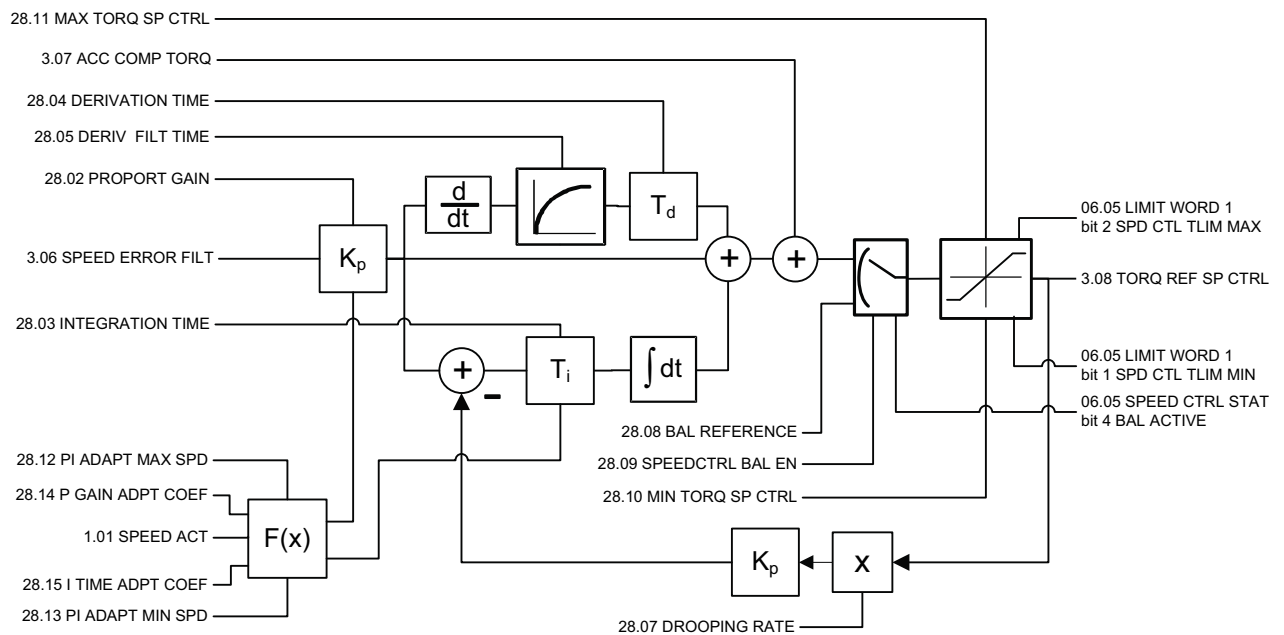 28.11 MAX TORQ SP CTRL
3.07 ACC COMP TORQ
28.04 DERIVATION TIME
28.05 DERIV FILT TIME
28.02 PROPORT GAIN
d
dt
Td
06.05 LIMIT WORD 1
bit 2 SPD CTL TLIM MAX
3.06 SPEED ERROR FILT
Kp
+
+
3.08 TORQ REF SP CTRL
28.03 INTEGRATION TIME
+
−
Ti
∫ dt
06.05 LIMIT WORD 1
bit 1 SPD CTL TLIM MIN
06.05 SPEED CTRL STAT
bit 4 BAL ACTIVE
28.08 BAL REFERENCE
28.09 SPEEDCTRL BAL EN
28.10 MIN TORQ SP CTRL
28.12 PI ADAPT MAX SPD
28.14 P GAIN ADPT COEF
1.01 SPEED ACT
F(x)
28.15 I TIME ADPT COEF
28.13 PI ADAPT MIN SPD
Kp
x
28.07 DROOPING RATE